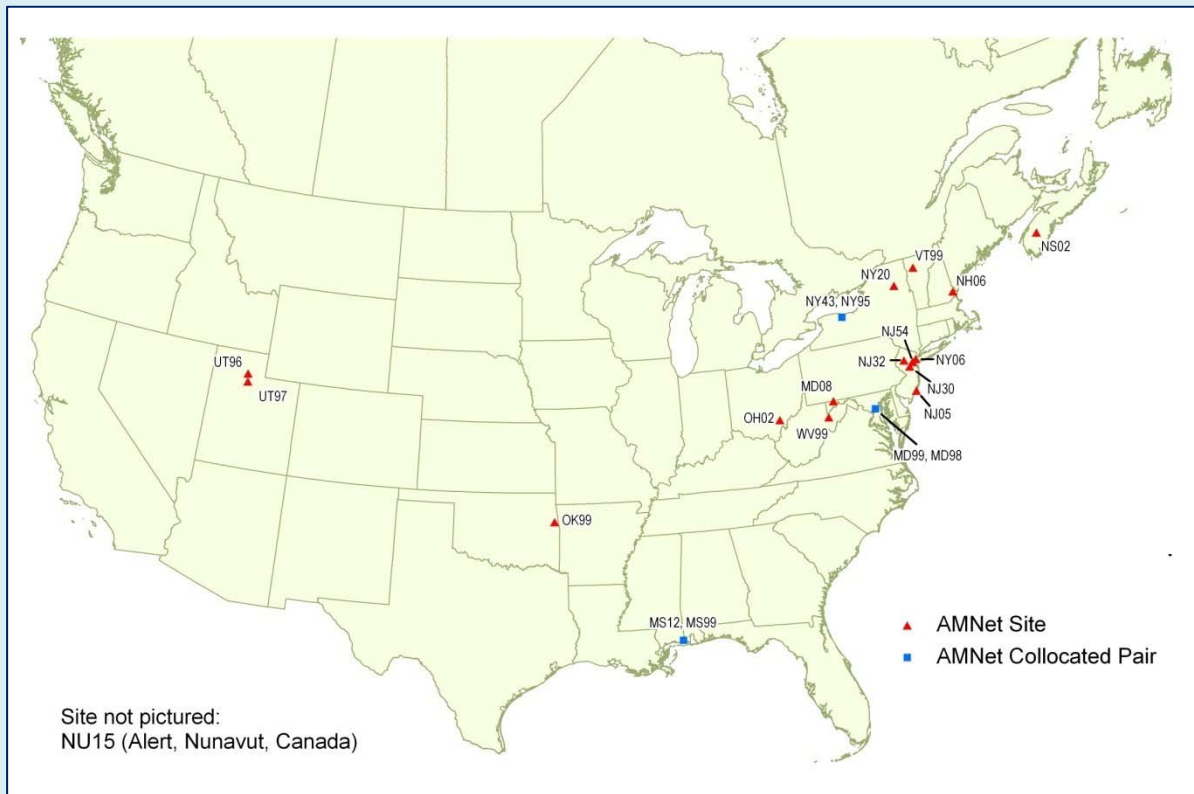 NS02
VT99
NY20
NH06
NY43, NY95
NJ54
NJ32
NY06
UT96
NJ30
UT97
MD08
NJ05
OH02
WV99
MD99, MD98
OK99
MS12, MS99
AMNet Site
AMNet Collocated Pair
Site not pictured:
NU15 (Alert, Nunavut, Canada)